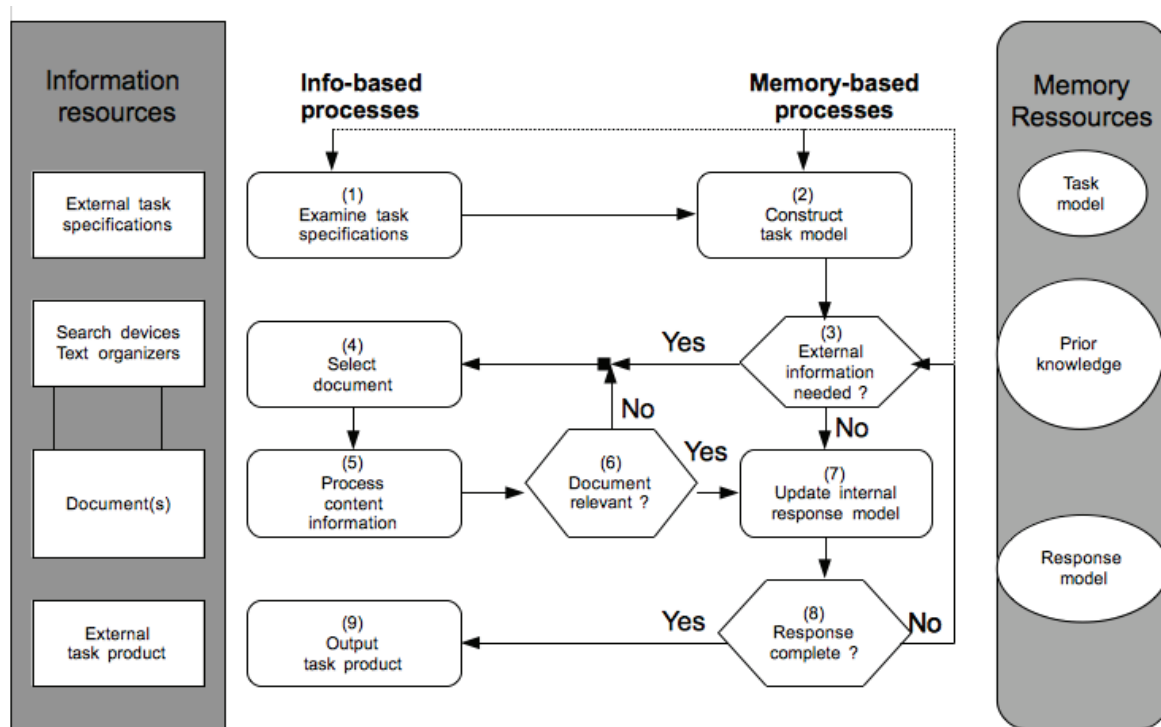 Information
resources
External task
specifications
Search devices
Text organizers
Document(s)
External
task product
Info-based
processes
Memory-based
processes
(1)
Examine task
specifications
(2)
Construct
task model
(3)
External
information
needed ?
Yes
No
(4)
Select
document
(5)
Process
content
information
(6)
Document
relevant ?
No
Yes
(7)
Update internal
response model
(8)
Response
complete ?
Yes
No
(9)
Output
task product
Memory
Ressources
Task
model
Prior
knowledge
Response
model